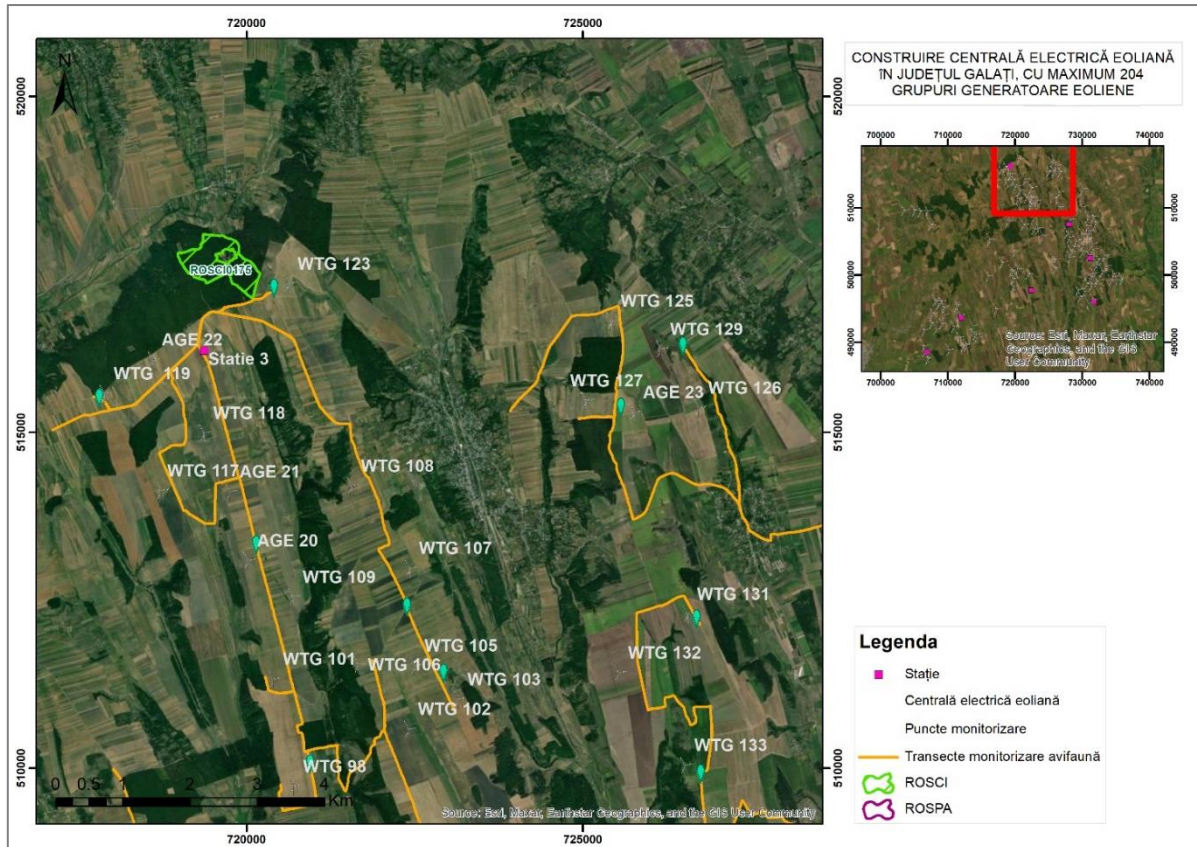 720000
725000
N
520000
520000
ROSCI0175
WTG 123
WTG 125
AGE 22
WTG 129
Statie 3
WTG 119
WTG 127
AGE 23
WTG 126
WTG 118
515000
515000
WTG 108
WTG 117
AGE 21
AGE 20
WTG 107
WTG 109
WTG 131
WTG 105
WTG 101
WTG 106
WTG 103
WTG 132
WTG 102
WTG 133
WTG 98
510000
510000
0 0.5 1 2 3 4
Km
Source: Esri, Maxar, Earthstar Geographics, and the GIS User Community
720000
725000
CONSTRUIRE CENTRALĂ ELECTRICĂ EOLIANĂ
ÎN JUDEȚUL GALAȚI, CU MAXIMUM 204
GRUPURI GENERATOARE EOLIENE
700000 710000 720000 730000 740000
510000
510000
500000
500000
490000
490000
Source: Esri, Maxar, Earthstar
Geographics, and the GIS
User Community
700000 710000 720000 730000 740000
Legenda
Stație
Centrală electrică eoliană
Puncte monitorizare
Transecte monitorizare avifaună
ROSCI
ROSPA